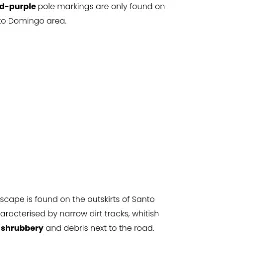 d-purple pole markings are only found on
to Domingo area.
scape is found on the outskirts of Santo
aracterised by narrow dirt tracks, whitish
shrubbery and debris next to the road.